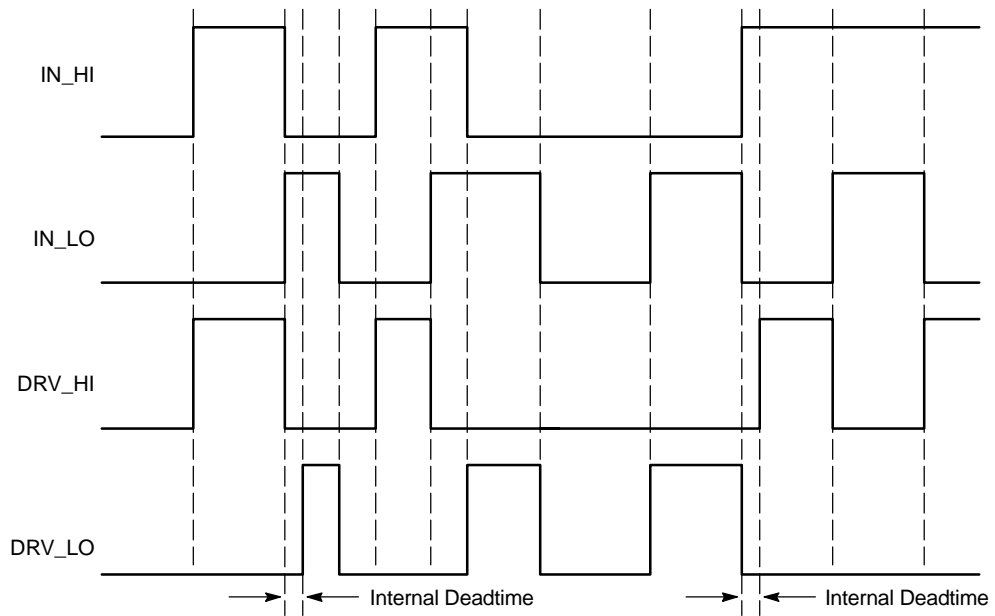 IN_HI
IN_LO
DRV_HI
DRV_LO
Internal Deadtime
Internal Deadtime